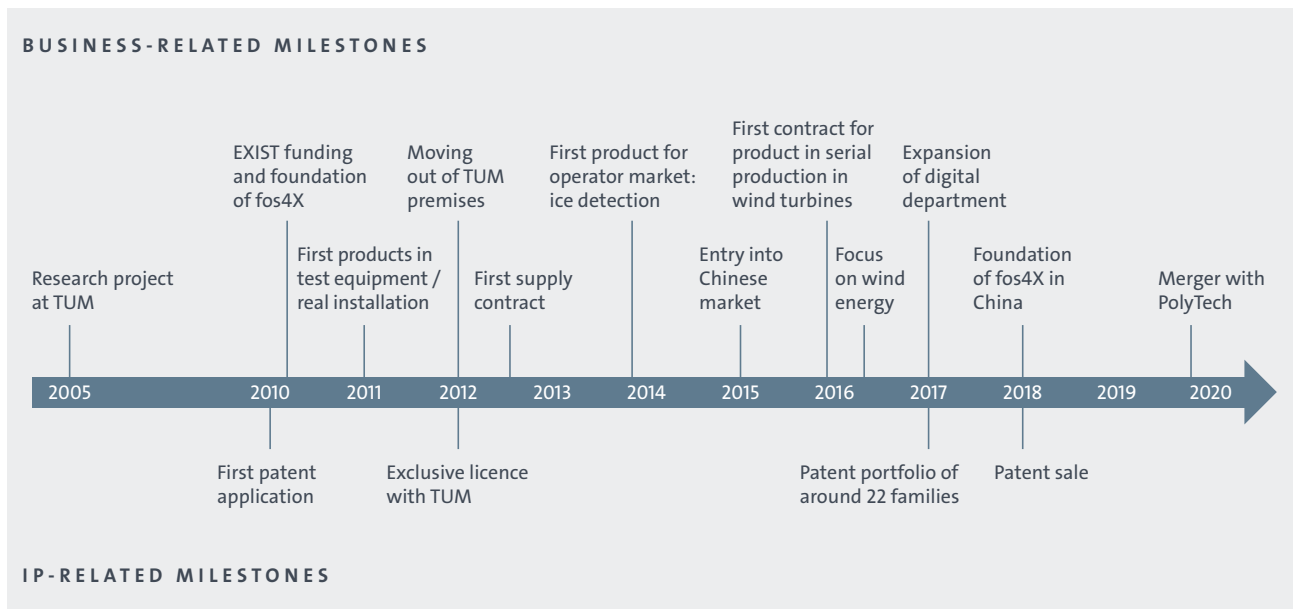 BUSINESS-RELATED MILESTONES
Research project
at TUM
EXIST funding
and foundation
of fos4X
First products in
test equipment /
real installation
Moving
out of TUM
premises
First supply
contract
First product for
operator market:
ice detection
Entry into
Chinese
market
First contract for
product in serial
production in
wind turbines
Focus
on wind
energy
Expansion
of digital
department
Foundation
of fos4X in
China
Merger with
PolyTech
2005 2010 2011 2012 2013 2014 2015 2016 2017 2018 2019 2020
First patent
application
Exclusive licence
with TUM
Patent portfolio of
around 22 families
Patent sale
IP-RELATED MILESTONES